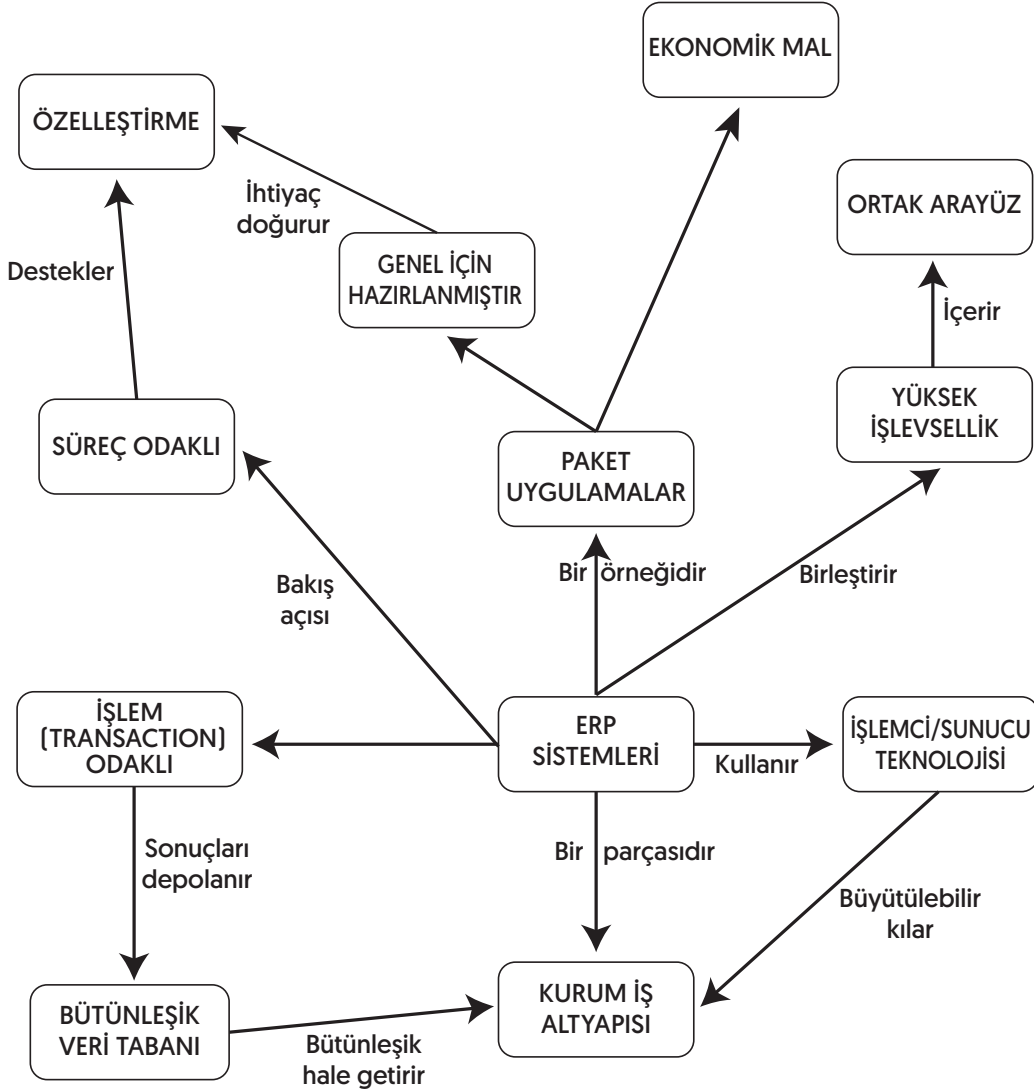 EKONOMİK MAL
ÖZELLEŞTİRME
İhtiyaç
doğurur
ORTAK ARAYÜZ
Destekler
GENEL İÇİN
HAZIRLANMIŞTIR
İçerir
SÜREÇ ODAKLI
YÜKSEK
İŞLEVSELLİK
PAKET
UYGULAMALAR
Bir örneğidir
Birleştirir
Bakış
açısı
İŞLEM
(TRANSACTION)
ODAKLI
ERP
SİSTEMLERİ
İŞLEMCİ/SUNUCU
TEKNOLOJİSİ
Kullanır
Sonuçları
depolanır
Bir parçasıdır
Büyütülebilir
kılar
BÜTÜNLEŞİK
VERİ TABANI
KURUM İŞ
ALTYAPISI
Bütünleşik
hale getirir